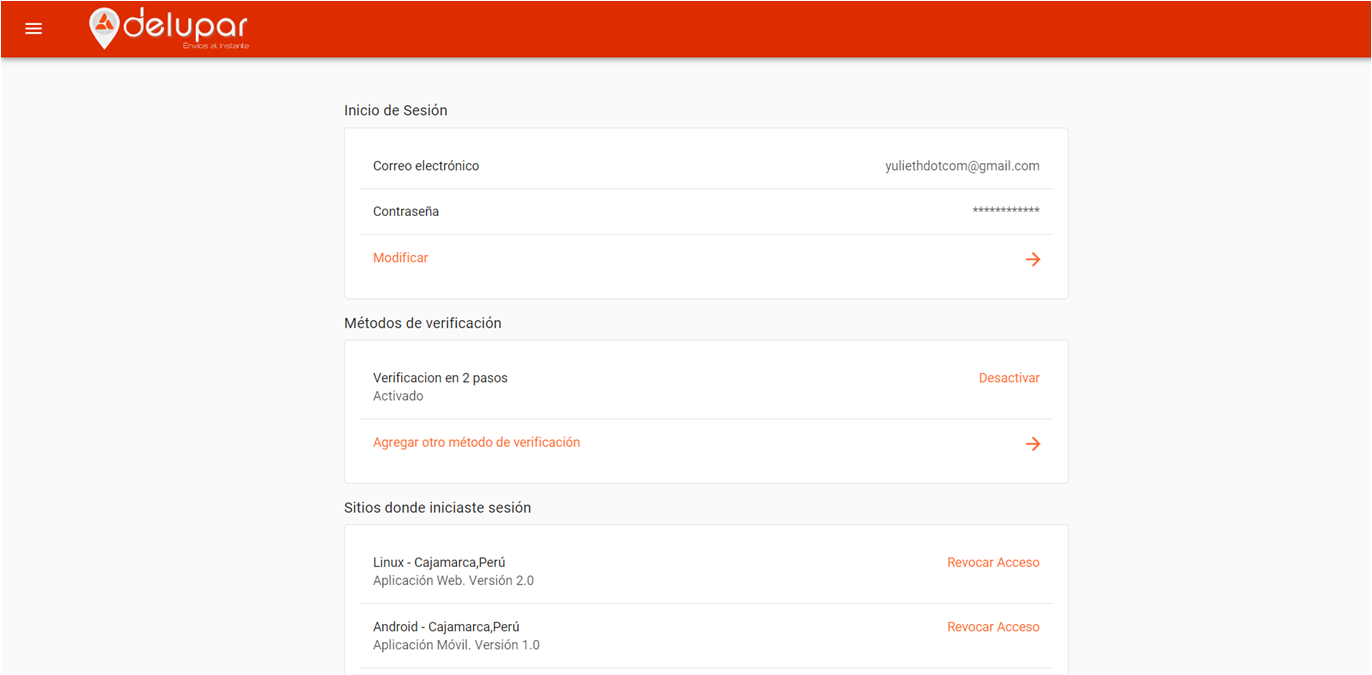 delupar
Envios al Instante
Inicio de Sesión
Correo electrónico yuliethdotcom@gmail.com
Contraseña ************
Modificar
Métodos de verificación
Verificacion en 2 pasos Desactivar
Activado
Agregar otro método de verificación
Sitios donde iniciaste sesión
Linux - Cajamarca,Perú Revocar Acceso
Aplicación Web. Versión 2.0
Android - Cajamarca,Perú Revocar Acceso
Aplicación Móvil. Versión 1.0